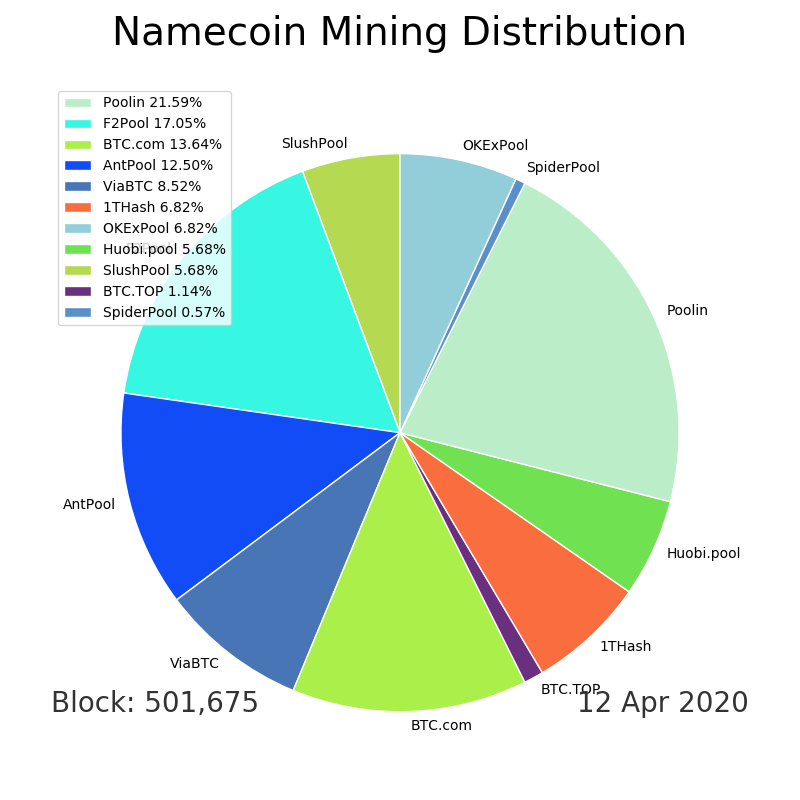 Namecoin Mining Distribution
Poolin 21.59%
F2Pool 17.05%
BTC.com 13.64%
AntPool 12.50%
ViaBTC 8.52%
1THash 6.82%
OKExPool 6.82%
Huobi.pool 5.68%
SlushPool 5.68%
BTC.TOP 1.14%
SpiderPool 0.57%
SlushPool
OKExPool
SpiderPool
Poolin
AntPool
Huobi.pool
ViaBTC
1THash
BTC.TOP
BTC.com
Block: 501,675
12 Apr 2020